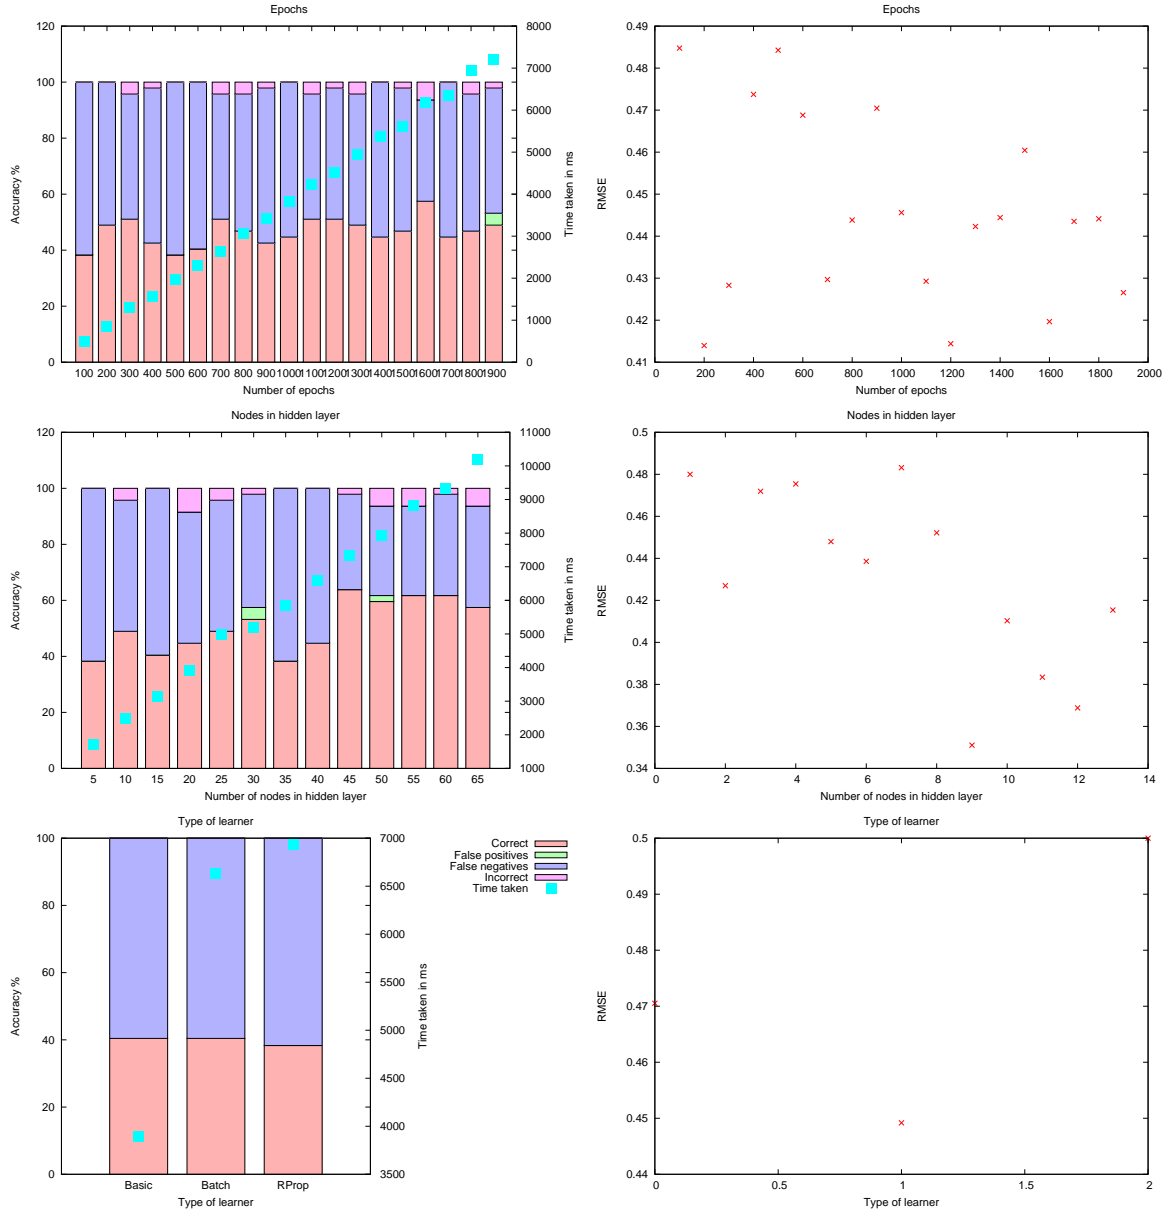 Epochs
120
100
80
60
40
20
0
Accuracy %
8000
7000
6000
5000
4000
3000
2000
1000
0
Time taken in ms
100 200 300 400 500 600 700 800 900 1000 1100 1200 1300 1400 1500 1600 1700 1800 1900
Number of epochs
Epochs
0.49
0.48
0.47
0.46
0.45
0.44
0.43
0.42
0.41
RMSE
0 200 400 600 800 1000 1200 1400 1600 1800 2000
Number of epochs
Nodes in hidden layer
120
100
80
60
40
20
0
Accuracy %
11000
10000
9000
8000
7000
6000
5000
4000
3000
2000
1000
Time taken in ms
5 10 15 20 25 30 35 40 45 50 55 60 65
Number of nodes in hidden layer
Nodes in hidden layer
0.5
0.48
0.46
0.44
0.42
0.4
0.38
0.36
0.34
RMSE
0 2 4 6 8 10 12 14
Number of nodes in hidden layer
Type of learner
100
80
60
40
20
0
Accuracy %
7000
6500
6000
5500
5000
4500
4000
3500
Time taken in ms
Basic Batch RProp
Type of learner
Correct
False positives
False negatives
Incorrect
Time taken
Type of learner
0.5
0.49
0.48
0.47
0.46
0.45
0.44
RMSE
0 0.5 1 1.5 2
Type of learner